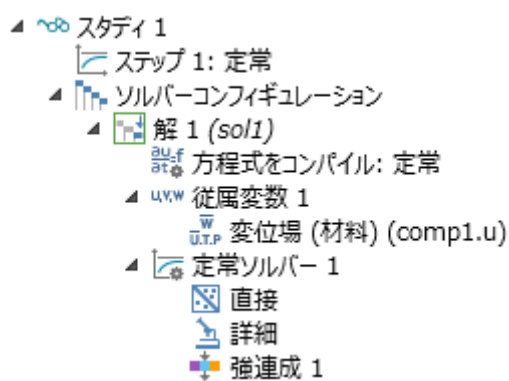 スタディ 1
ステップ 1: 定常
ソルバーコンフィギュレーション
解 1 (sol1)
方程式をコンパイル: 定常
従属変数 1
変位場 (材料) (comp1.u)
定常ソルバー 1
直接
詳細
強連成 1